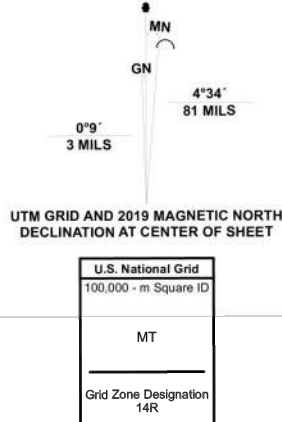 MN
GN
4°34´
81 MILS
0°9´
3 MILS
UTM GRID AND 2019 MAGNETIC NORTH
DECLINATION AT CENTER OF SHEET
U.S. National Grid
100,000 - m Square ID
MT
Grid Zone Designation
14R